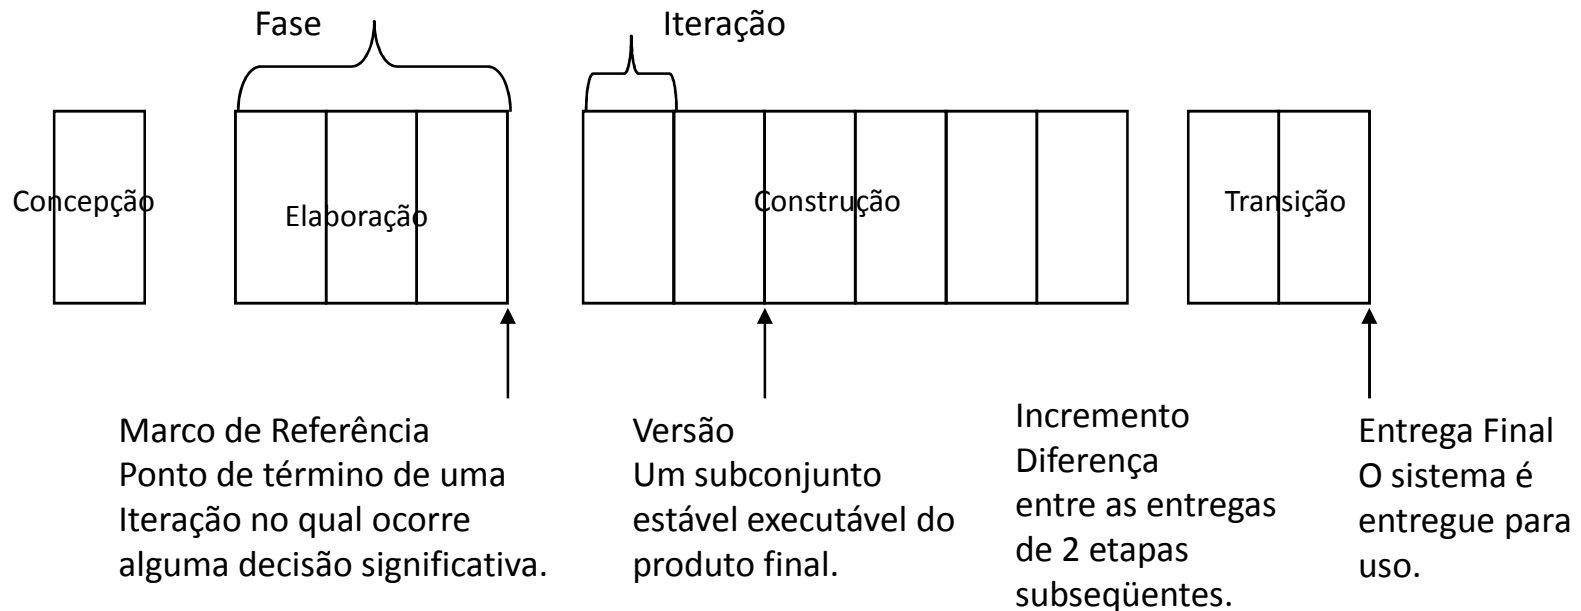 Fase
Iteração
Concepção
Elaboração
Construção
Transição
Marco de Referência
Ponto de término de uma
Iteração no qual ocorre
alguma decisão significativa.
Versão
Um subconjunto
estável executável do
produto final.
Incremento
Diferença
entre as entregas
de 2 etapas
subseqüentes.
Entrega Final
O sistema é
entregue para
uso.